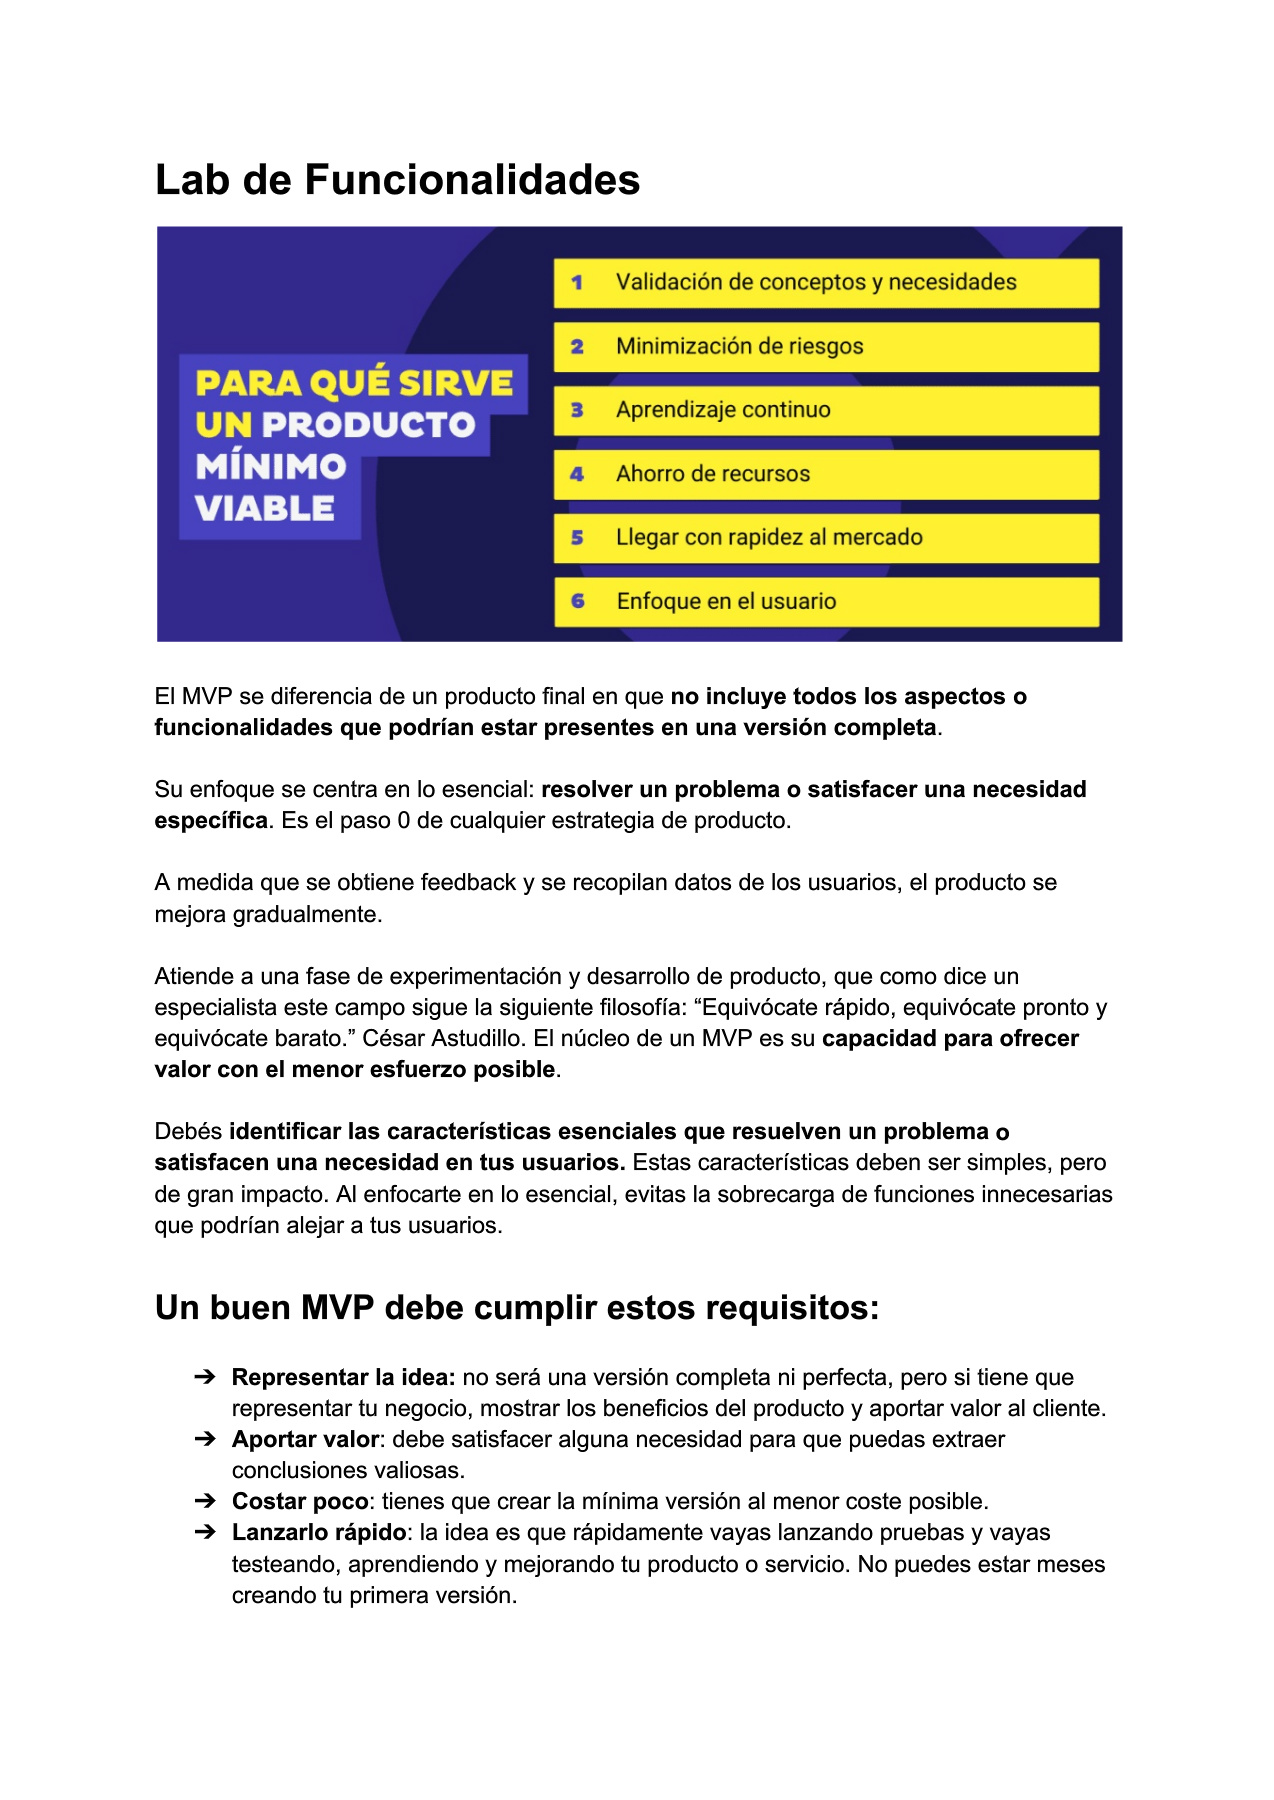 Lab de Funcionalidades
PARA QUÉ SIRVE
UN PRODUCTO
MÍNIMO
VIABLE
1 Validación de conceptos y necesidades
2 Minimización de riesgos
3 Aprendizaje continuo
4 Ahorro de recursos
5 Llegar con rapidez al mercado
6 Enfoque en el usuario
El MVP se diferencia de un producto final en que no incluye todos los aspectos o
funcionalidades que podrían estar presentes en una versión completa.
Su enfoque se centra en lo esencial: resolver un problema o satisfacer una necesidad
específica. Es el paso 0 de cualquier estrategia de producto.
A medida que se obtiene feedback y se recopilan datos de los usuarios, el producto se
mejora gradualmente.
Atiende a una fase de experimentación y desarrollo de producto, que como dice un
especialista este campo sigue la siguiente filosofía: “Equivócate rápido, equivócate pronto y
equivócate barato.” César Astudillo. El núcleo de un MVP es su capacidad para ofrecer
valor con el menor esfuerzo posible.
Debés identificar las características esenciales que resuelven un problema o
satisfacen una necesidad en tus usuarios. Estas características deben ser simples, pero
de gran impacto. Al enfocarte en lo esencial, evitas la sobrecarga de funciones innecesarias
que podrían alejar a tus usuarios.
Un buen MVP debe cumplir estos requisitos:
➔ Representar la idea: no será una versión completa ni perfecta, pero si tiene que
representar tu negocio, mostrar los beneficios del producto y aportar valor al cliente.
➔ Aportar valor: debe satisfacer alguna necesidad para que puedas extraer
conclusiones valiosas.
➔ Costar poco: tienes que crear la mínima versión al menor coste posible.
➔ Lanzarlo rápido: la idea es que rápidamente vayas lanzando pruebas y vayas
testeando, aprendiendo y mejorando tu producto o servicio. No puedes estar meses
creando tu primera versión.